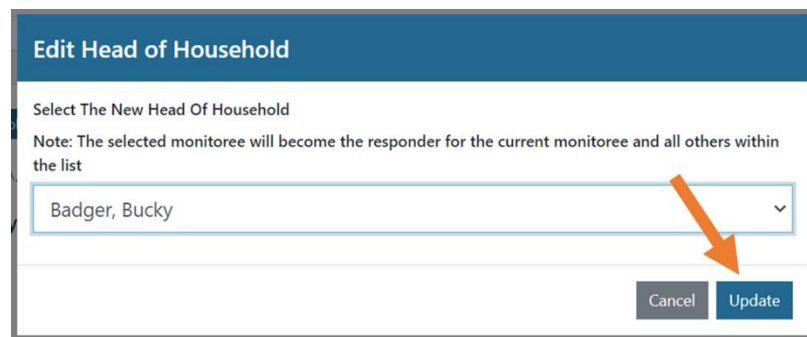 Edit Head of Household
Select The New Head Of Household
Note: The selected monitoree will become the responder for the current monitoree and all others within
the list
Badger, Bucky
Cancel Update